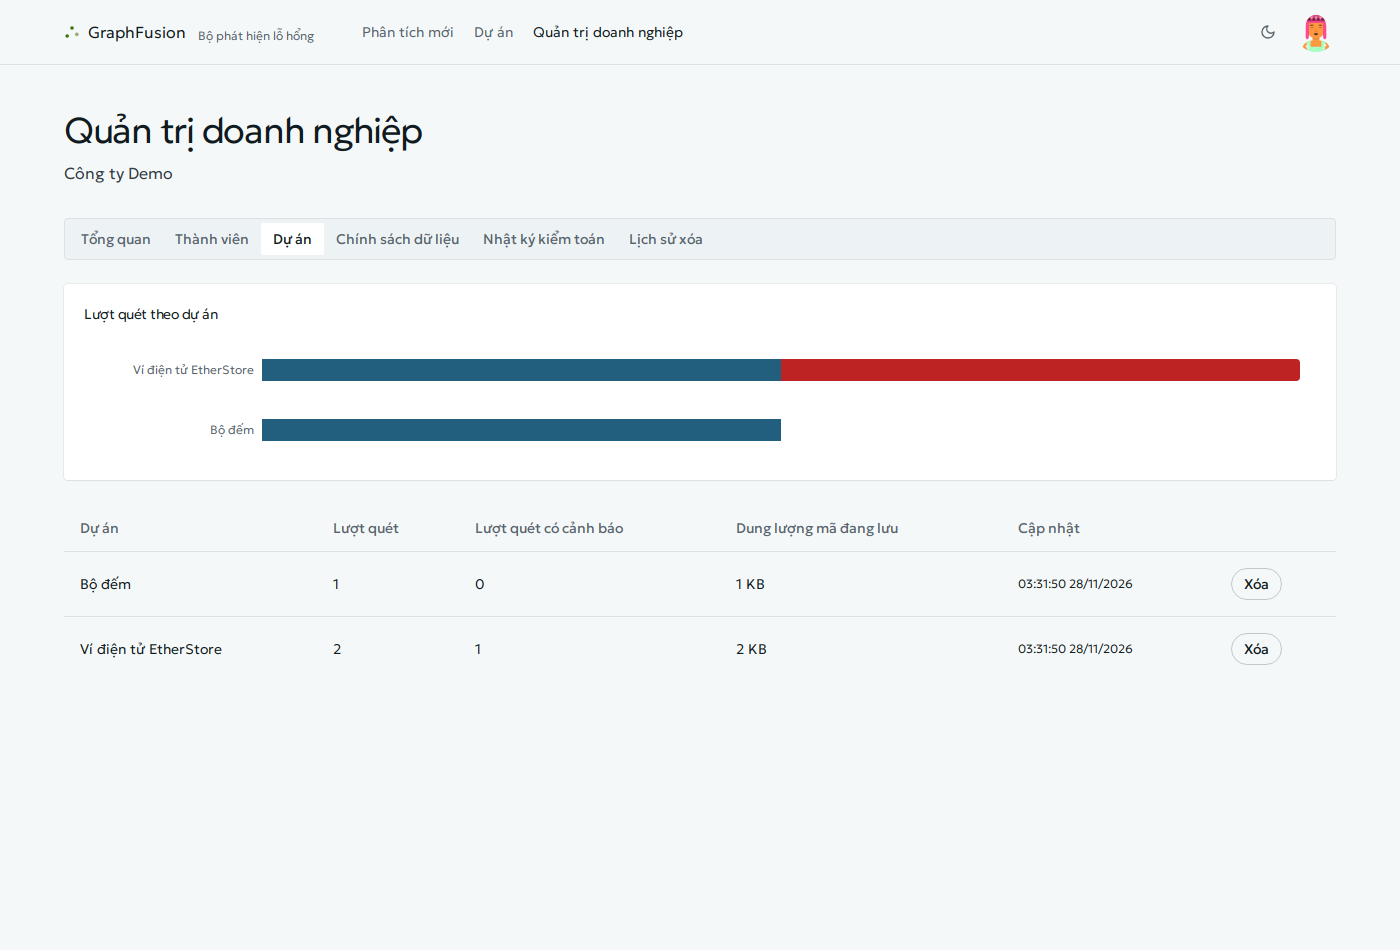 GraphFusion Bộ phát hiện lỗ hổng Phân tích mới Dự án Quản trị doanh nghiệp
Quản trị doanh nghiệp
Công ty Demo
Tổng quan Thành viên Dự án Chính sách dữ liệu Nhật ký kiểm toán Lịch sử xóa
Lượt quét theo dự án
Ví điện tử EtherStore
Bộ đếm
Dự án Lượt quét Lượt quét có cảnh báo Dung lượng mã đang lưu Cập nhật
Bộ đếm 1 0 1 KB 03:31:50 28/11/2026 Xóa
Ví điện tử EtherStore 2 1 2 KB 03:31:50 28/11/2026 Xóa